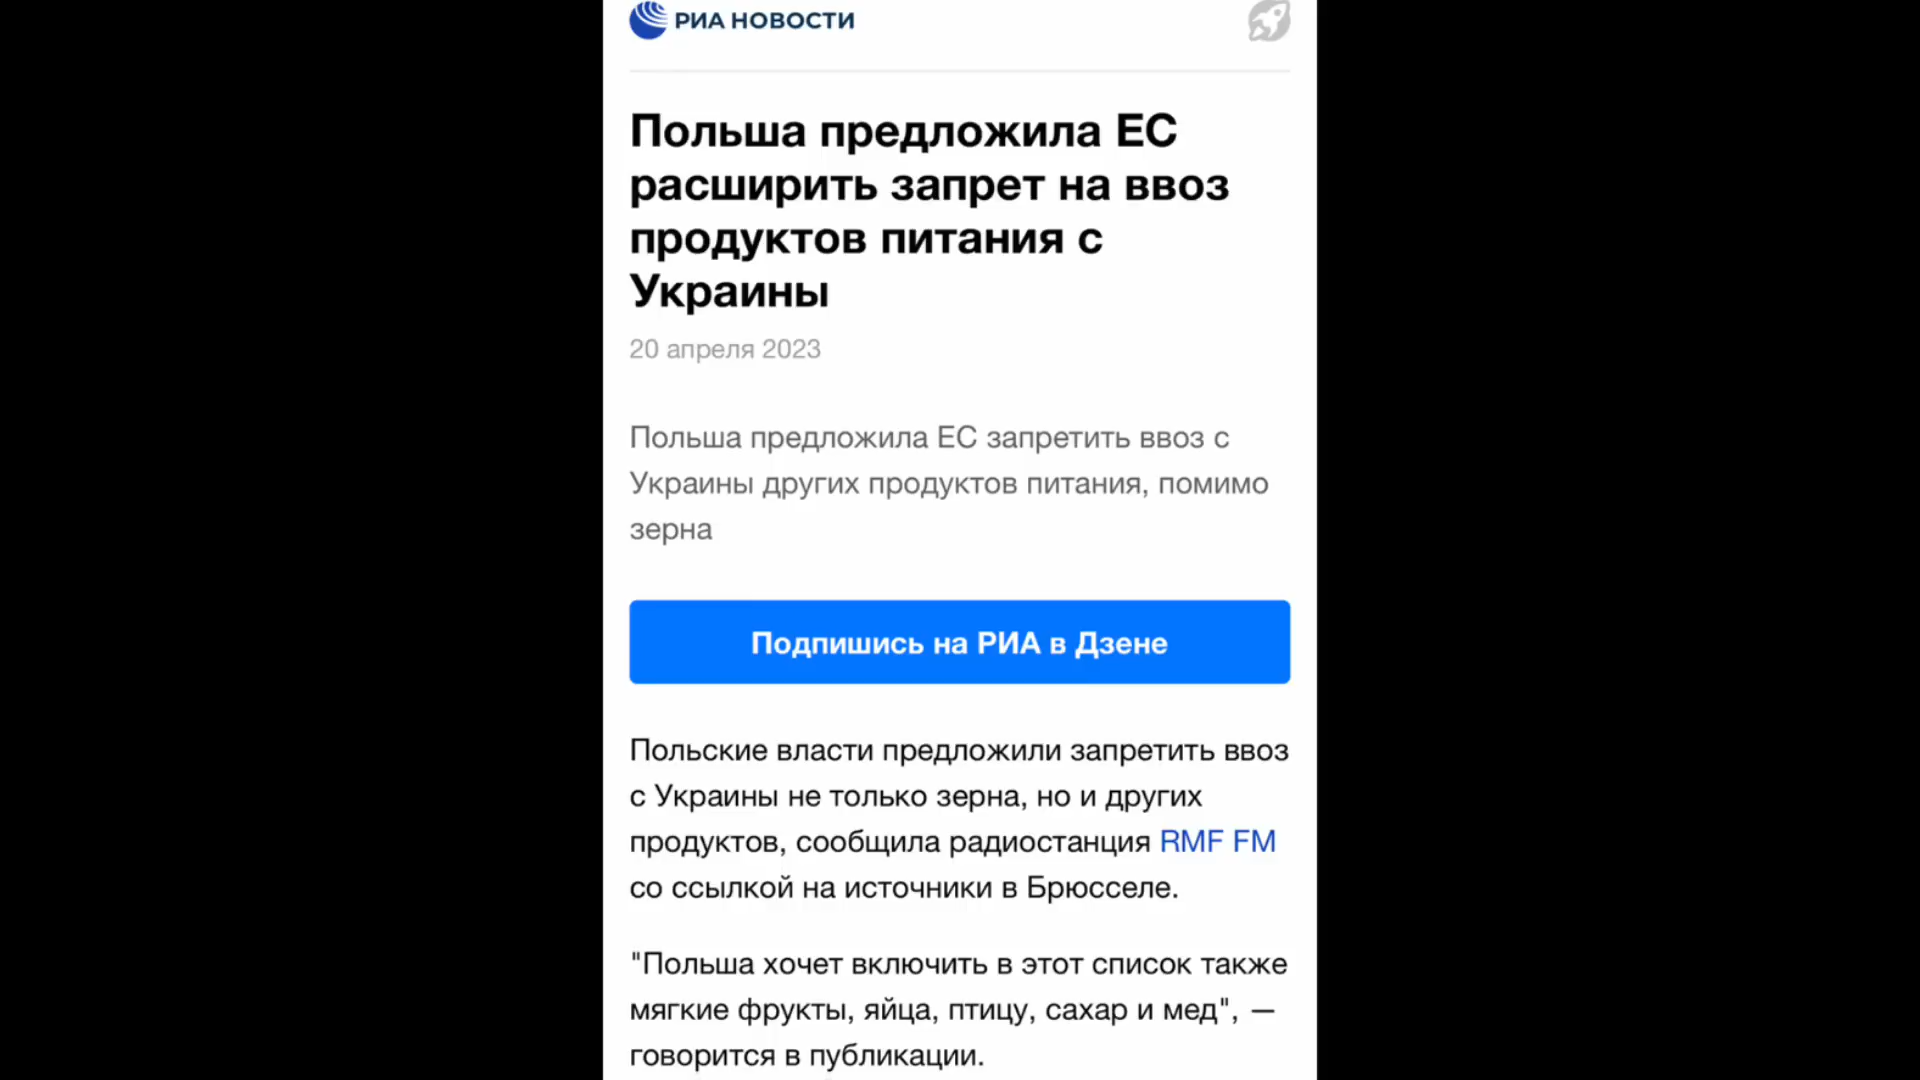 РИА НОВОСТИ
Польша предложила ЕС
расширить запрет на ввоз
продуктов питания с
Украины
20 апреля 2023
Польша предложила ЕС запретить ввоз с
Украины других продуктов питания, помимо
зерна
Подпишись на РИА в Дзене
Польские власти предложили запретить ввоз
с Украины не только зерна, но и других
продуктов, сообщила радиостанция RMF FM
со ссылкой на источники в Брюсселе.
"Польша хочет включить в этот список также
мягкие фрукты, яйца, птицу, сахар и мед", —
говорится в публикации.